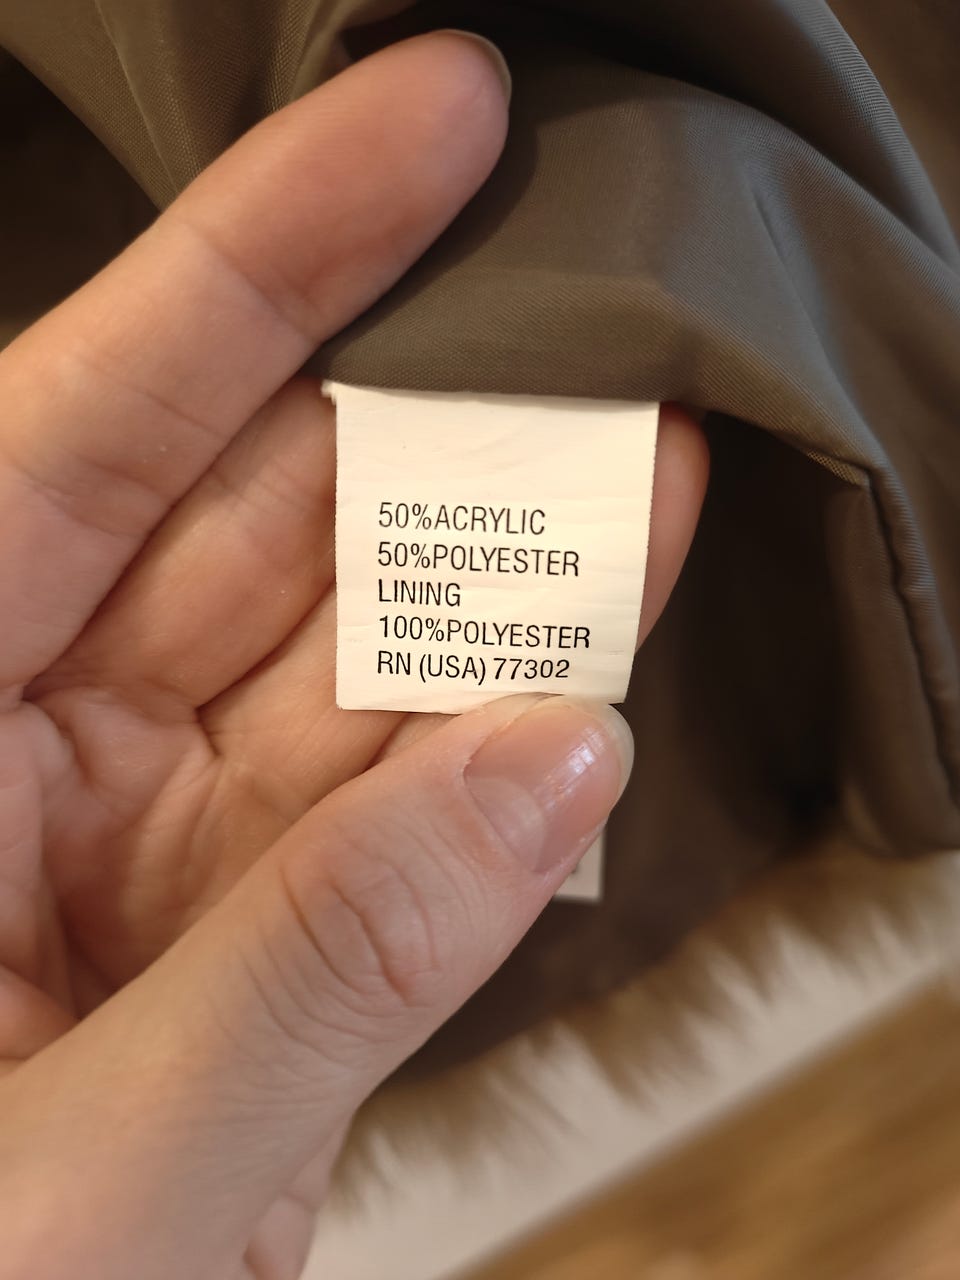 50%ACRYLIC
50%POLYESTER
LINING
100%POLYESTER
RN (USA) 77302